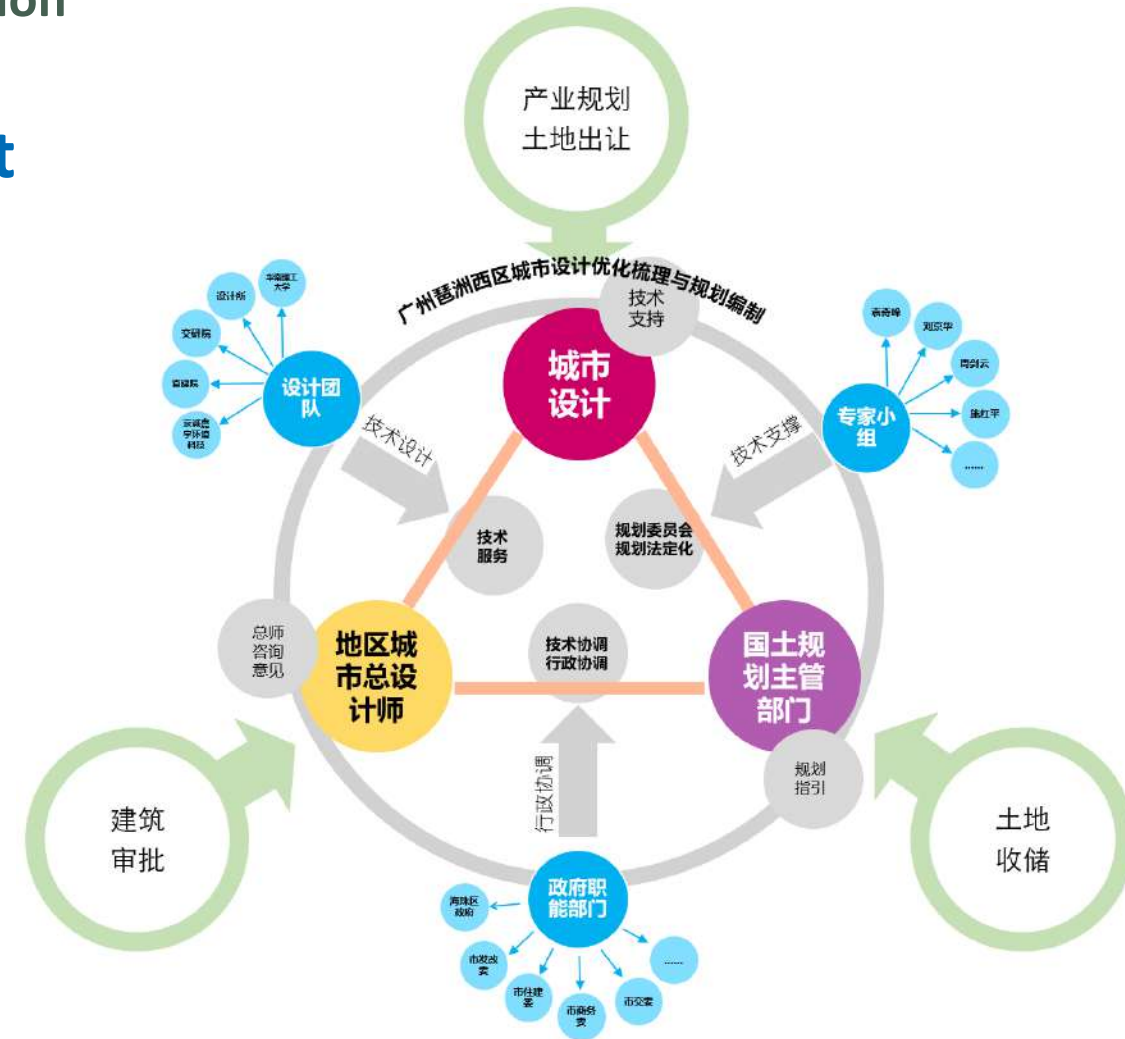 ion
t
产业规划
土地出让
广州琶洲西区城市设计优化梳理与规划编制
技术
支持
城市
设计
华南理工
大学
设计所
交研院
设计团
队
技术设计
袁奇峰
刘京华
周剑云
施红平
……
专家小
组
技术支撑
技术
服务
规划委员会
规划法定化
总师
咨询
意见
地区城
市总设
计师
技术协调
行政协调
国土规
划主管
部门
规划
指引
建筑
审批
行政协调
土地
收储
政府职
能部门
海珠区
政府
市发改
委
市住建
委
市商务
委
市交委
……